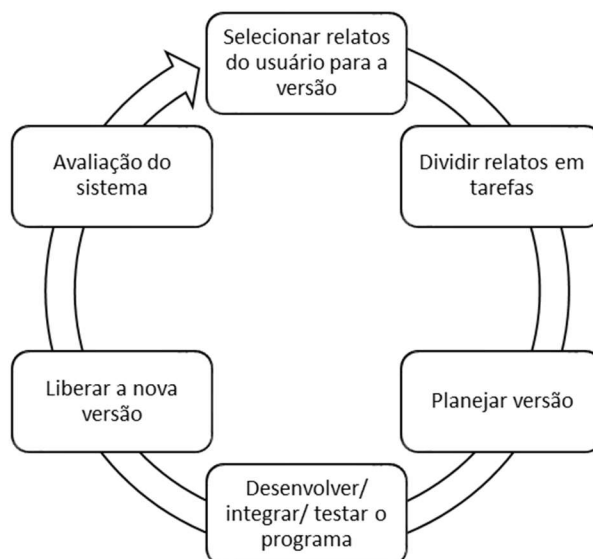 Selecionar relatos
do usuário para a
versão
Dividir relatos em
tarefas
Planejar versão
Desenvolver/
integrar/ testar o
programa
Liberar a nova
versão
Avaliação do
sistema